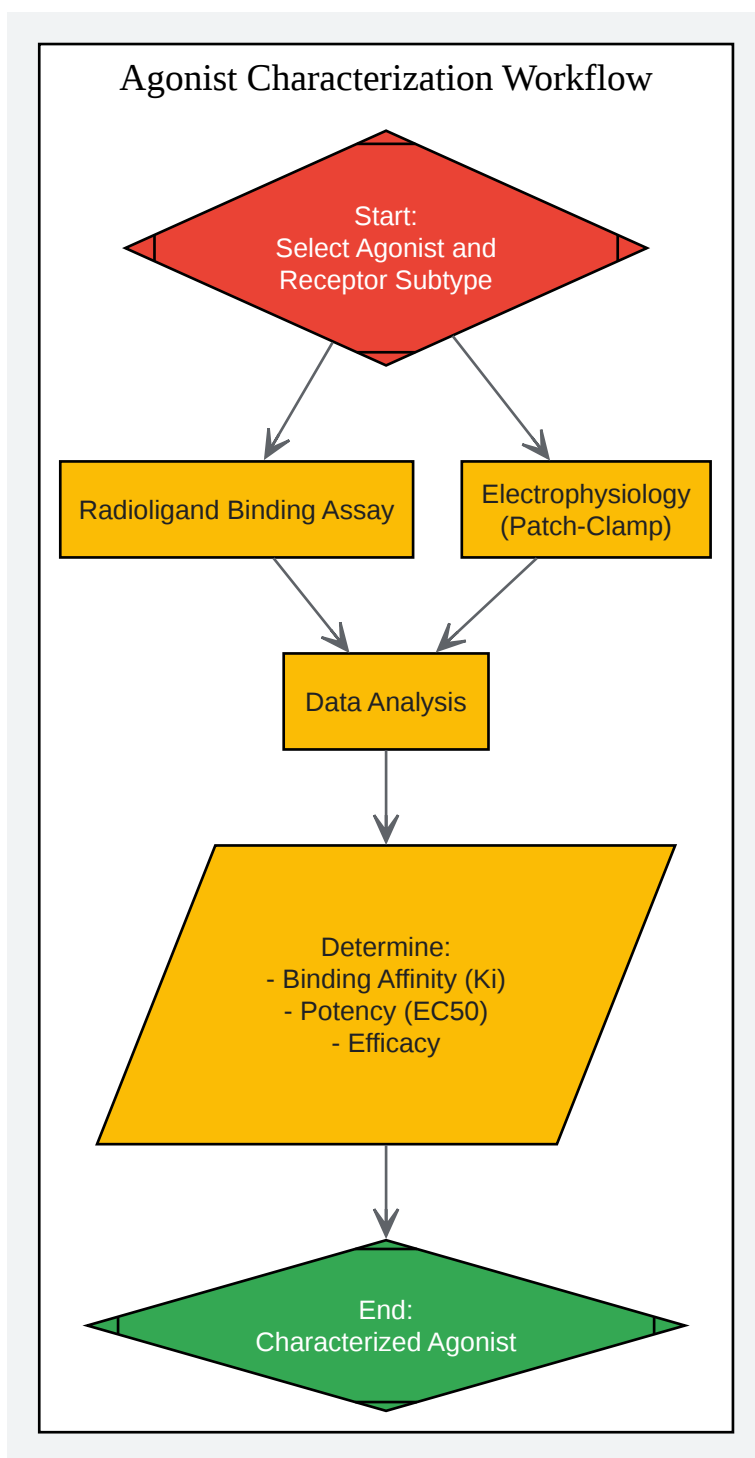 Agonist Characterization Workflow
Start:
Select Agonist and
Receptor Subtype
Radioligand Binding Assay
Electrophysiology
(Patch-Clamp)
Data Analysis
Determine:
- Binding Affinity (Ki)
- Potency (EC50)
- Efficacy
End:
Characterized Agonist